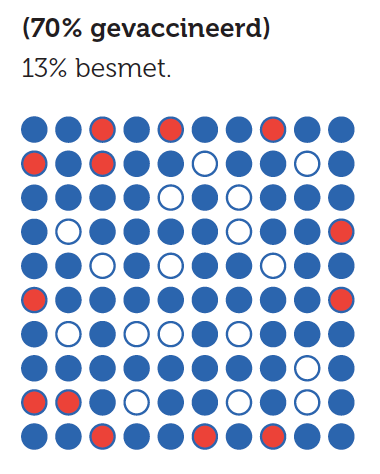 (70% gevaccineerd)
13% besmet.